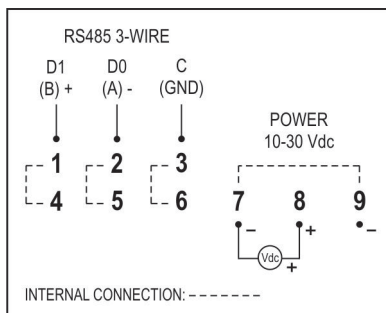 RS485 3-WIRE
D1 D0 C
(B) + (A) - (GND)
POWER
10-30 Vdc
1 2 3
4 5 6
7 8 9
– + –
Vdc +
INTERNAL CONNECTION: